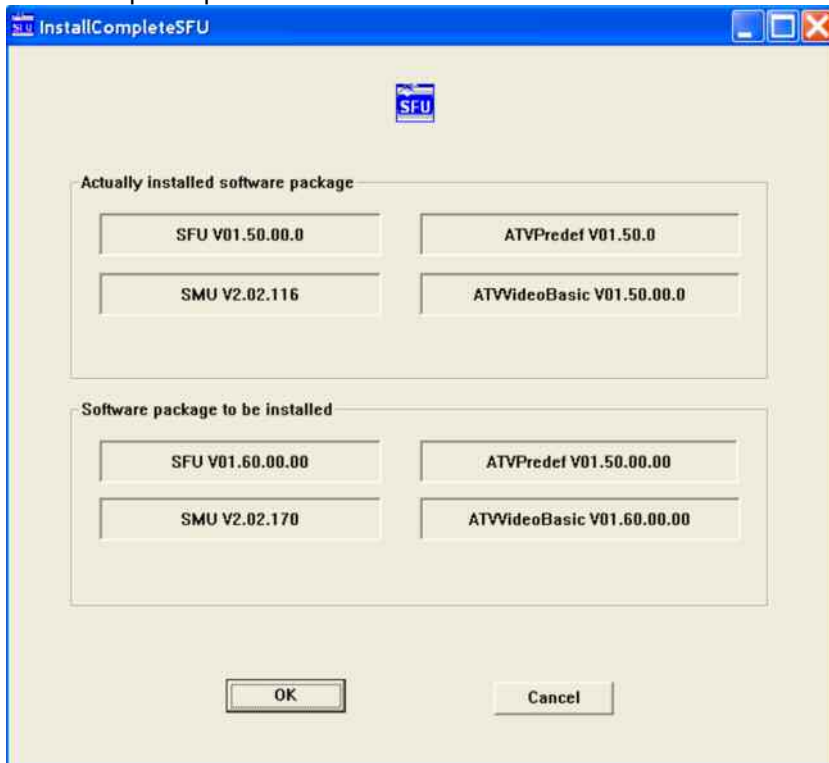 InstallCompleteSFU
SFU
Actually installed software package
SFU V01.50.00.0
ATVPredef V01.50.0
SMU V2.02.116
ATVVideoBasic V01.50.00.0
Software package to be installed
SFU V01.60.00.00
ATVPredef V01.50.00.00
SMU V2.02.170
ATVVideoBasic V01.60.00.00
OK
Cancel